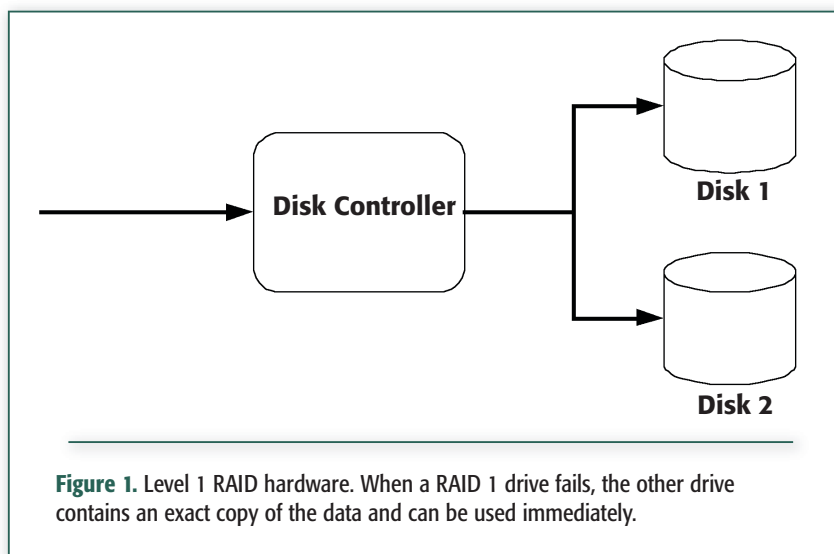 Disk Controller
Disk 1
Disk 2
Figure 1. Level 1 RAID hardware. When a RAID 1 drive fails, the other drive
contains an exact copy of the data and can be used immediately.